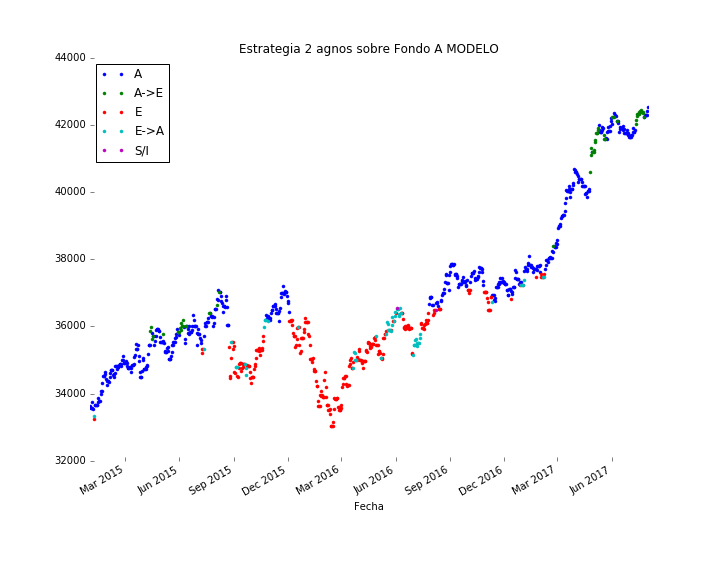 Estrategia 2 agnos sobre Fondo A MODELO
44000
42000
40000
38000
36000
34000
32000
A
A->E
E
E->A
S/I
Mar 2015
Jun 2015
Sep 2015
Dec 2015
Mar 2016
Jun 2016
Sep 2016
Dec 2016
Mar 2017
Jun 2017
Fecha